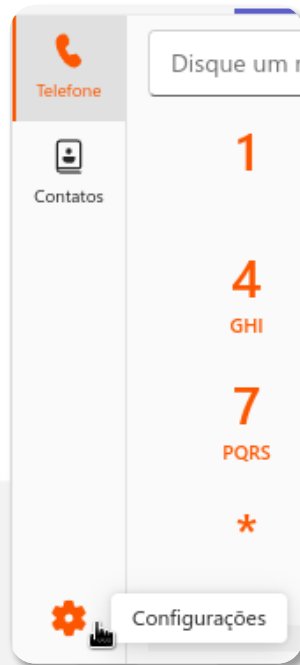 Telefone
Contatos
Disque um
1
4
GHI
7
PQRS
*
Configurações